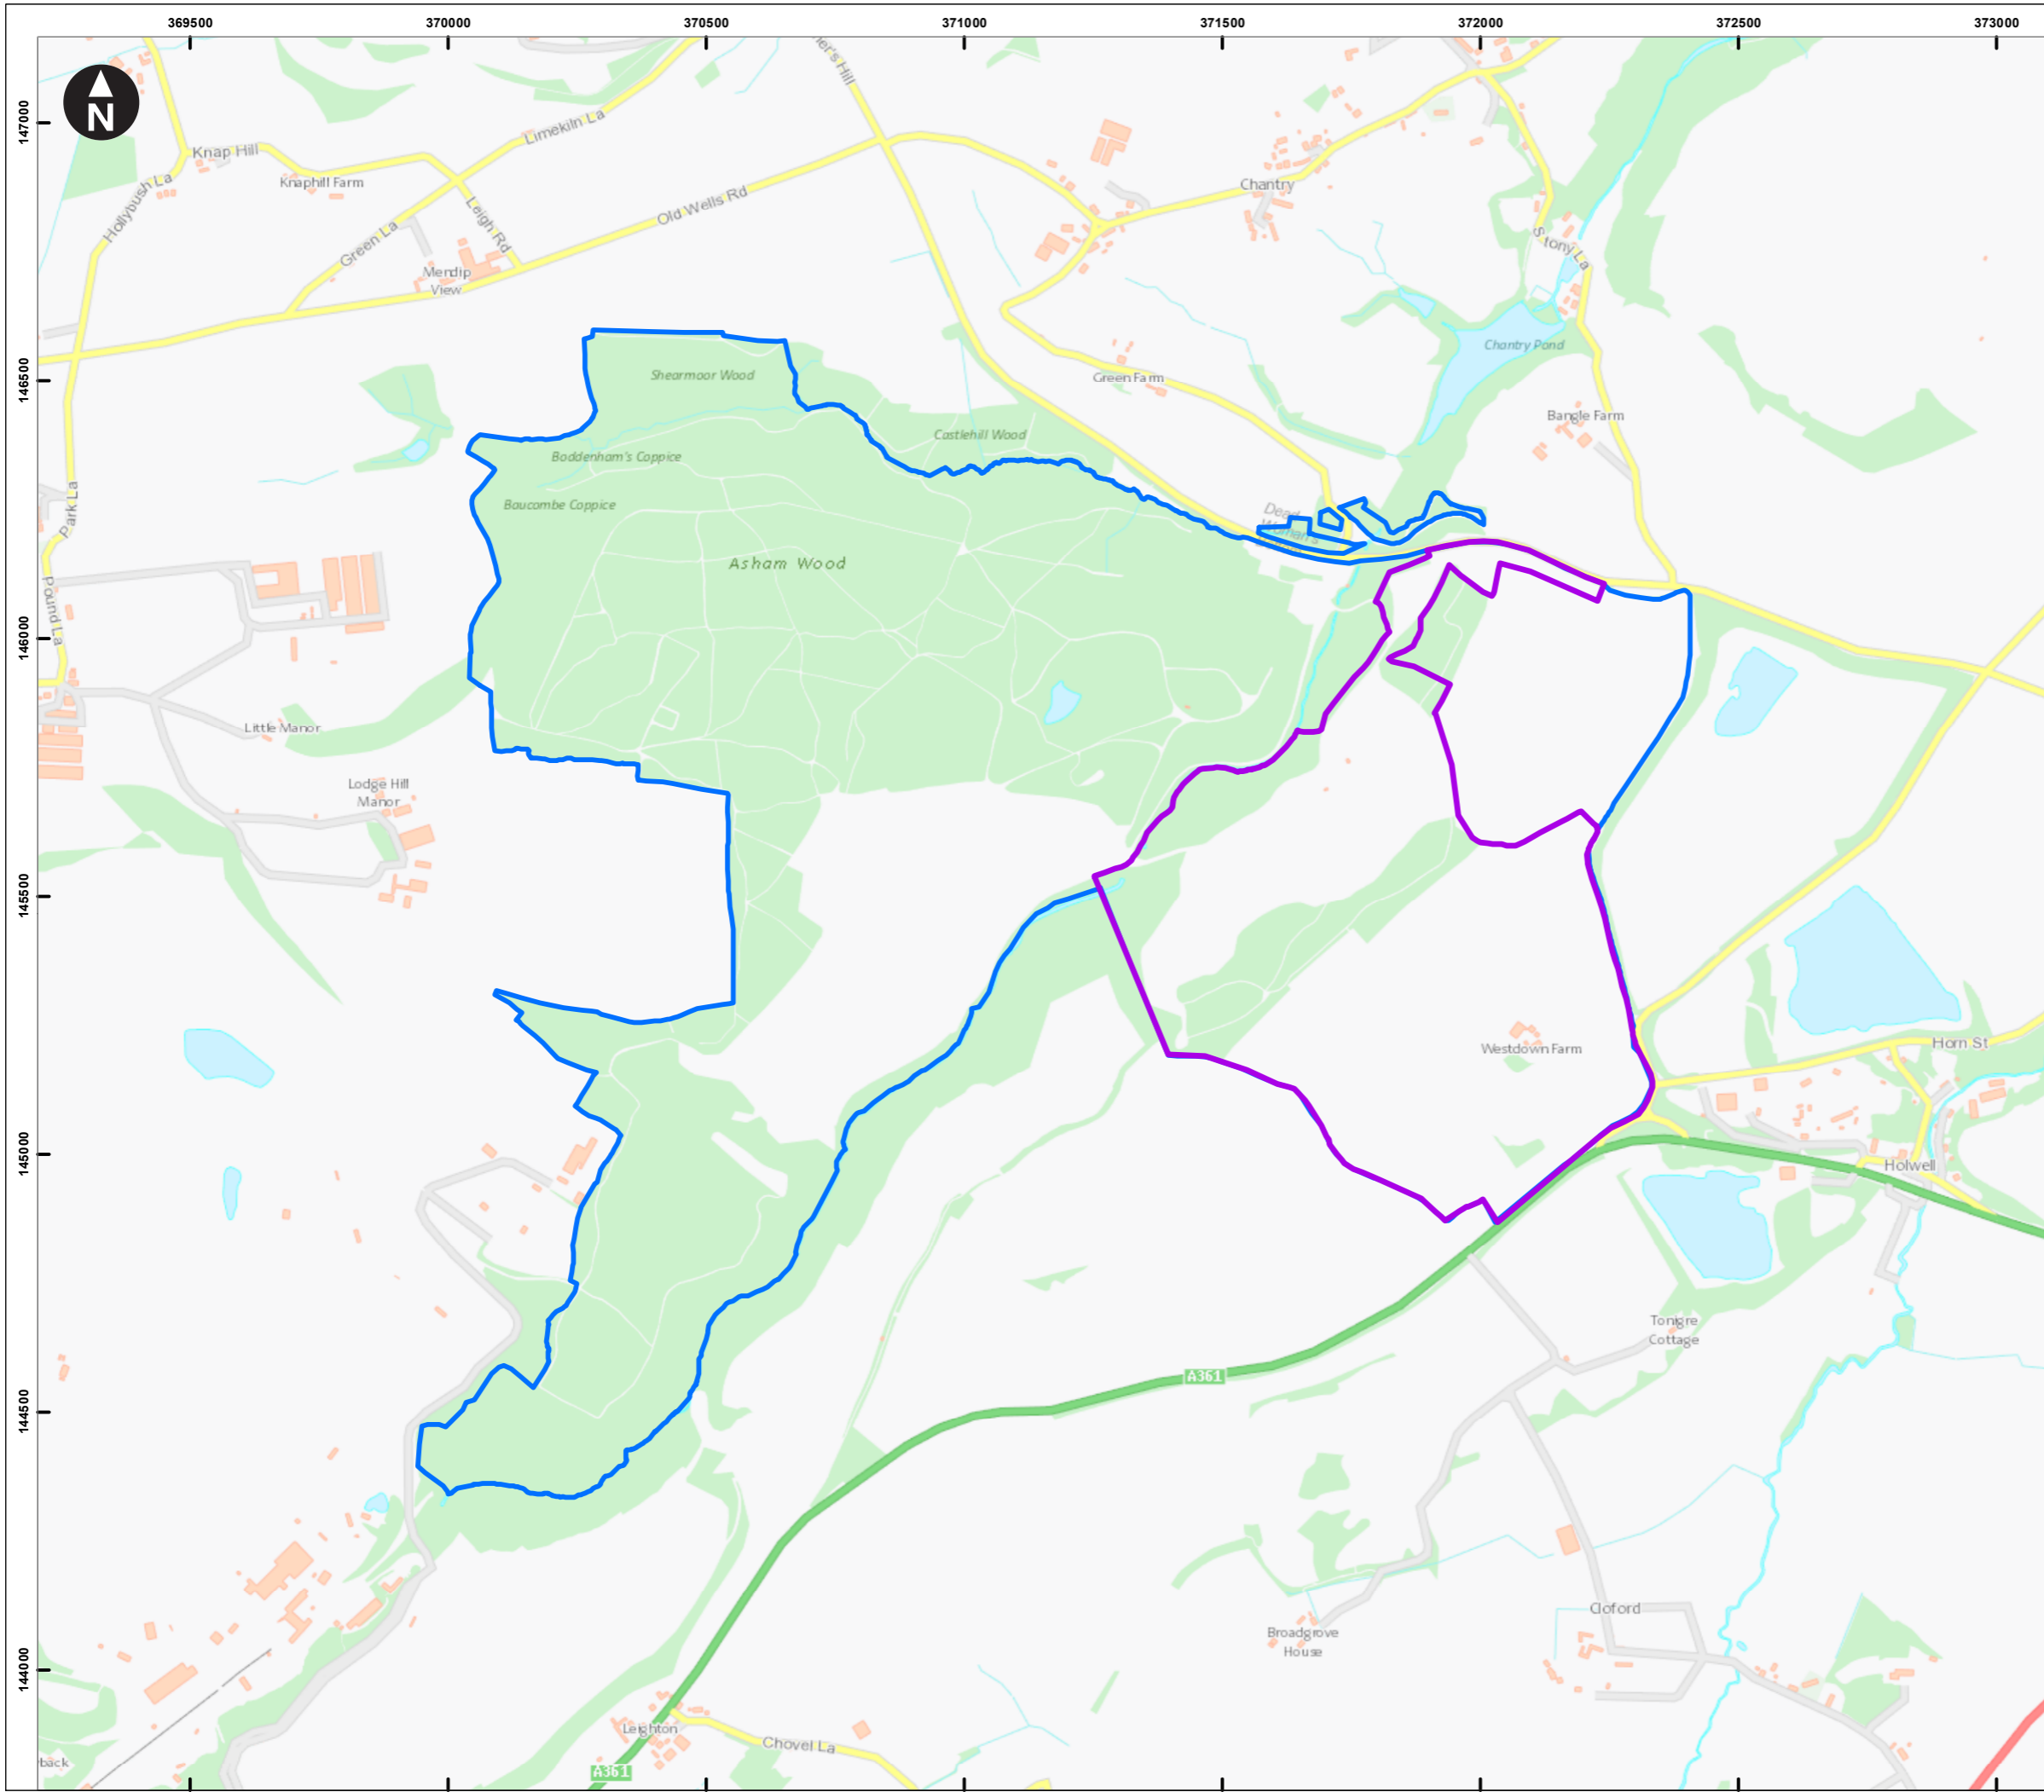 369500 370000 370500 371000 371500 372000 372500 373000
147000
146500
146000
145500
145000
144500
144000
N
Knap Hill
Hollybush La
Knaphill Farm
Limekiln La
Green La
Leigh Rd
Mendip
View
Old Wells Rd
Chantry
Stony La
Chantry Pond
Green Farm
Bangle Farm
Shearmoor Wood
Castlehill Wood
Boddenham's Coppice
Baucombe Coppice
Asham Wood
Park La
Pound La
Little Manor
Lodge Hill
Manor
Westdown Farm
Horn St
Holwell
Tonigre
Cottage
A361
Cloford
Broadgrove
House
Leighton
Chovel La
A361